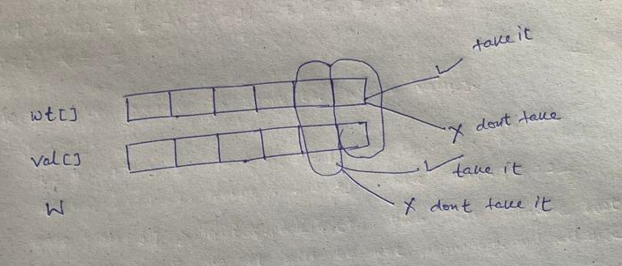 take it
wt[]
x dont take
val[]
take it
W
x dont take it